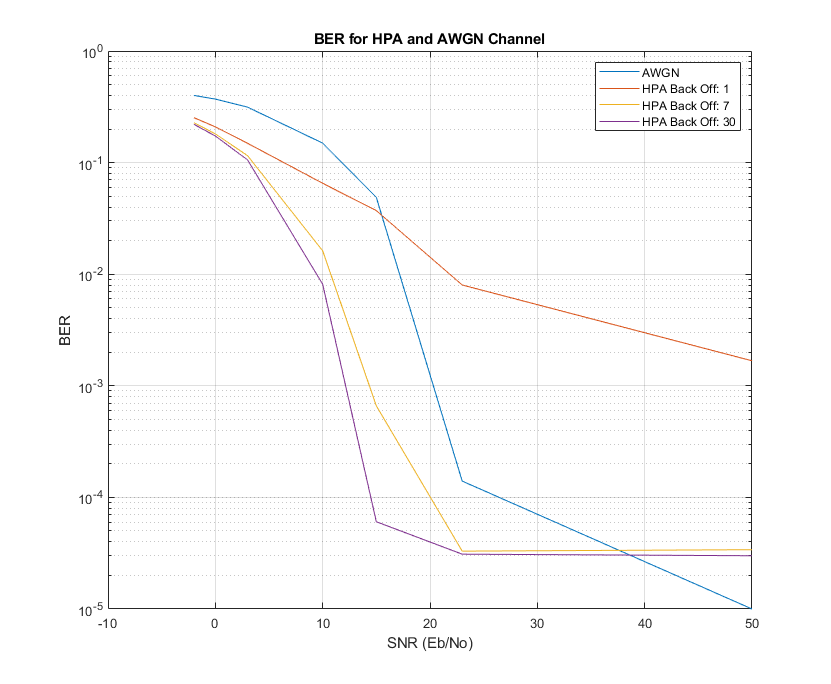 BER for HPA and AWGN Channel
AWGN
HPA Back Off: 1
HPA Back Off: 7
HPA Back Off: 30
10^0
10^-1
10^-2
10^-3
10^-4
10^-5
BER
-10 0 10 20 30 40 50
SNR (Eb/No)